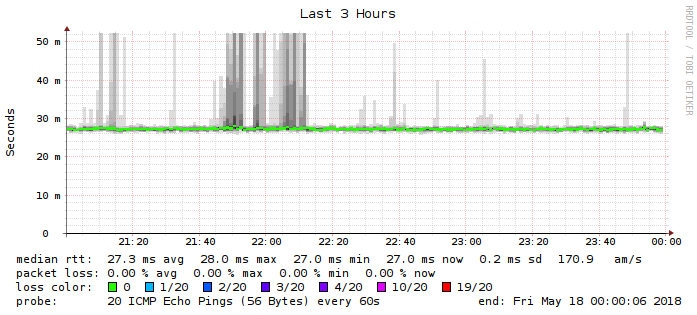 Last 3 Hours
RRDTOOL / TOBI OETIKER
Seconds
50 m
40 m
30 m
20 m
10 m
0
21:20 21:40 22:00 22:20 22:40 23:00 23:20 23:40 00:00
median rtt: 27.3 ms avg 28.0 ms max 27.0 ms min 27.0 ms now 0.2 ms sd 170.9 am/s
packet loss: 0.00 % avg 0.00 % max 0.00 % min 0.00 % now
loss color: 0 1/20 2/20 3/20 4/20 10/20 19/20
probe: 20 ICMP Echo Pings (56 Bytes) every 60s end: Fri May 18 00:00:06 2018